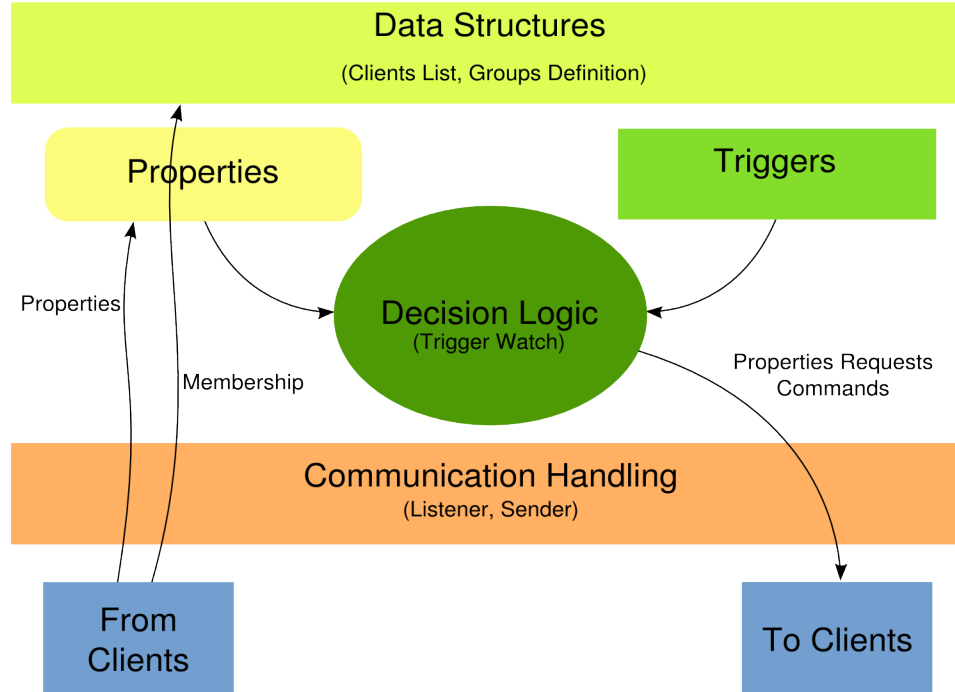 Data Structures
(Clients List, Groups Definition)
Properties
Triggers
Properties
Decision Logic
(Trigger Watch)
Membership
Properties Requests
Commands
Communication Handling
(Listener, Sender)
From
Clients
To Clients